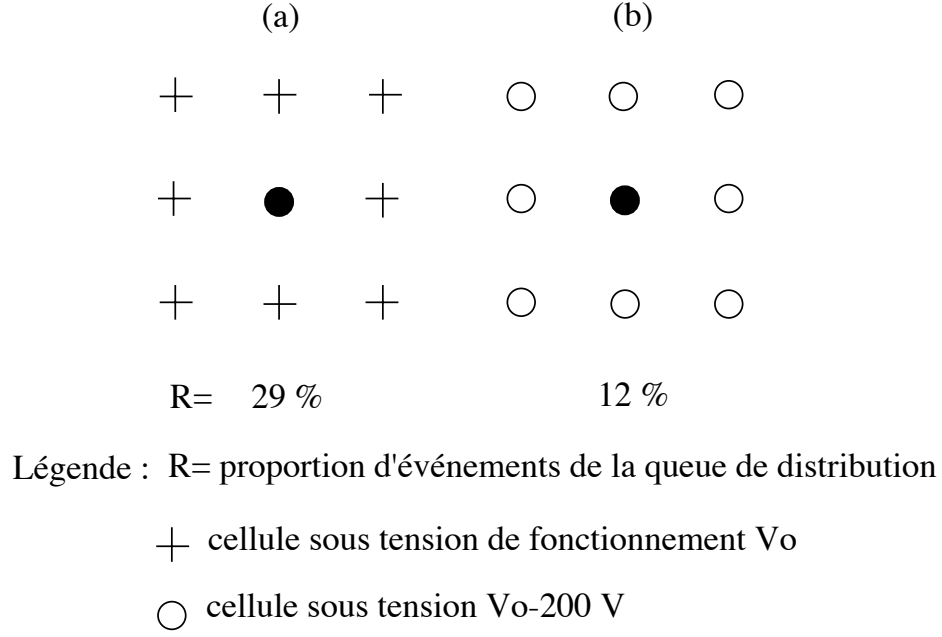 (a) (b)
R= 29 % 12 %
Légende : R= proportion d'événements de la queue de distribution
cellule sous tension de fonctionnement Vo
cellule sous tension Vo-200 V